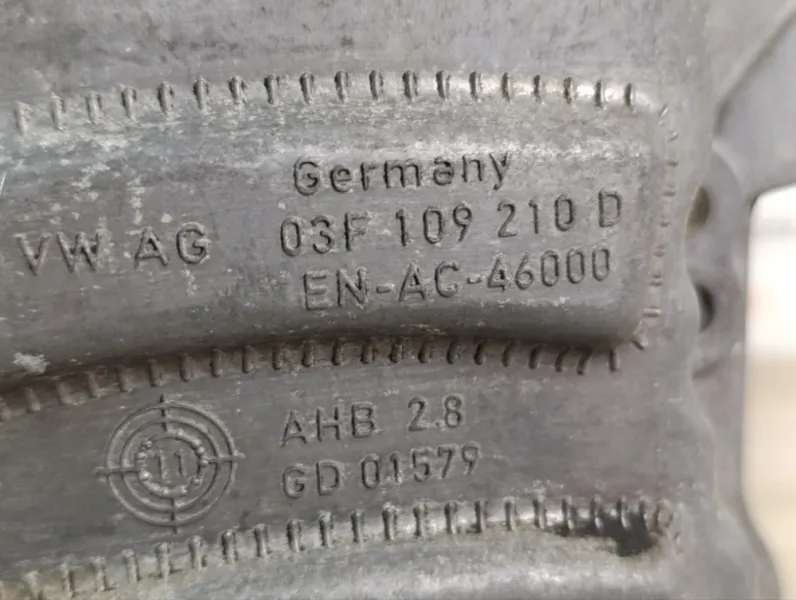 Germany
VW AG 03F 109 210 D
EN-AC-46000
AHB 2.8
11 GD 01579